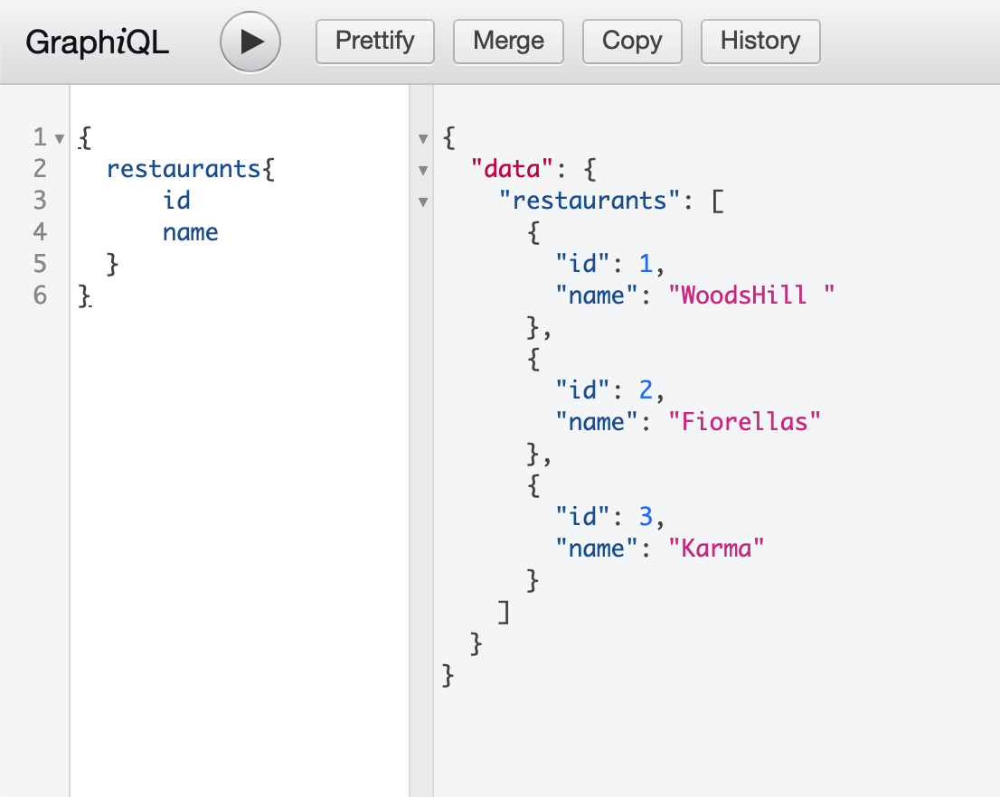 GraphiQL Prettify Merge Copy History
1 {
2   restaurants{
3       id
4       name
5   }
6 }
{
  "data": {
    "restaurants": [
      {
        "id": 1,
        "name": "WoodsHill "
      },
      {
        "id": 2,
        "name": "Fiorellas"
      },
      {
        "id": 3,
        "name": "Karma"
      }
    ]
  }
}